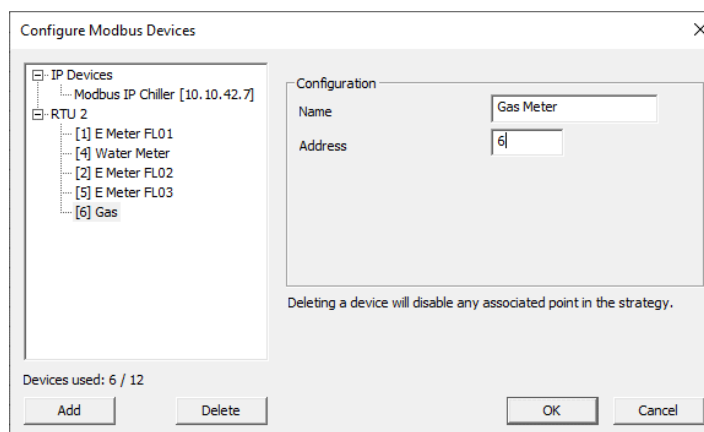 Configure Modbus Devices
IP Devices
Modbus IP Chiller [10.10.42.7]
RTU 2
[1] E Meter FL01
[4] Water Meter
[2] E Meter FL02
[5] E Meter FL03
[6] Gas
Devices used: 6 / 12
Add
Delete
Configuration
Name
Gas Meter
Address
6
Deleting a device will disable any associated point in the strategy.
OK
Cancel